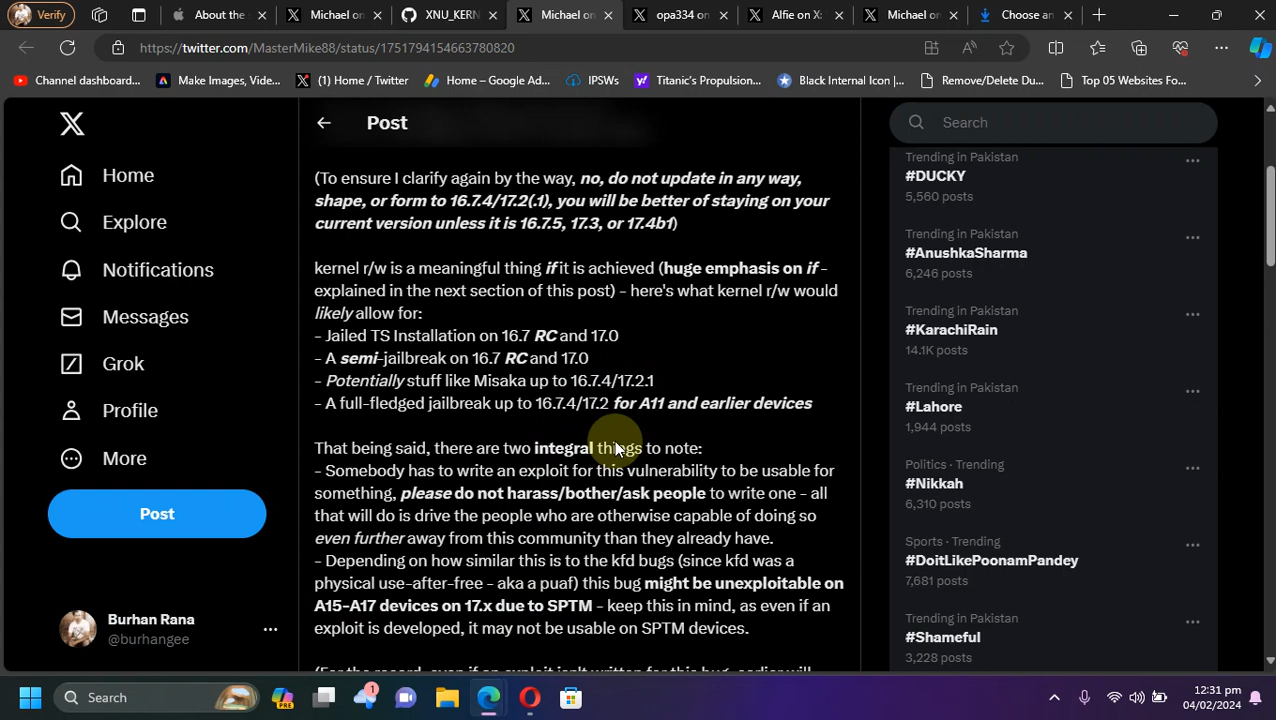 Verify
About the
Michael on
XNU_KERN
Michael on
opa334 on
Alfie on X
Michael on
Choose an
https://twitter.com/MasterMike88/status/1751794154663780820
Channel dashboard...
Make Images, Vide...
(1) Home / Twitter
Home – Google Ad...
IPSWs
Titanic's Propulsion...
Black Internal Icon |...
Remove/Delete Du...
Top 05 Websites Fo...
Post
Search
Home
Explore
Notifications
Messages
Grok
Profile
More
Post
Burhan Rana
@burhangee
(To ensure I clarify again by the way, no, do not update in any way,
shape, or form to 16.7.4/17.2(.1), you will be better of staying on your
current version unless it is 16.7.5, 17.3, or 17.4b1)
kernel r/w is a meaningful thing if it is achieved (huge emphasis on if -
explained in the next section of this post) - here's what kernel r/w would
likely allow for:
- Jailed TS Installation on 16.7 RC and 17.0
- A semi-jailbreak on 16.7 RC and 17.0
- Potentially stuff like Misaka up to 16.7.4/17.2.1
- A full-fledged jailbreak up to 16.7.4/17.2 for A11 and earlier devices
That being said, there are two integral things to note:
- Somebody has to write an exploit for this vulnerability to be usable for
something, please do not harass/bother/ask people to write one - all
that will do is drive the people who are otherwise capable of doing so
even further away from this community than they already have.
- Depending on how similar this is to the kfd bugs (since kfd was a
physical use-after-free - aka a puaf) this bug might be unexploitable on
A15-A17 devices on 17.x due to SPTM - keep this in mind, as even if an
exploit is developed, it may not be usable on SPTM devices.
(For the record, even if an exploit isn't written for this bug, earlier will
Trending in Pakistan
#DUCKY
5,560 posts
Trending in Pakistan
#AnushkaSharma
6,246 posts
Trending in Pakistan
#KarachiRain
14.1K posts
Trending in Pakistan
#Lahore
1,944 posts
Politics · Trending
#Nikkah
6,310 posts
Sports · Trending
#DoitLikePoonamPandey
7,681 posts
Trending in Pakistan
#Shameful
3,228 posts
Search
PRE
1
12:31 pm
04/02/2024